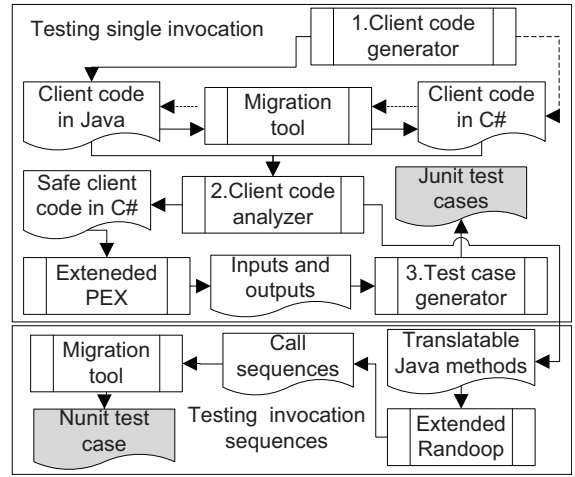 Testing single invocation
1.Client code
generator
Client code
in Java
Migration
tool
Client code
in C#
Safe client
code in C#
2.Client code
analyzer
Junit test
cases
Exteneded
PEX
Inputs and
outputs
3.Test case
generator
Migration
tool
Call
sequences
Translatable
Java methods
Nunit test
case
Testing invocation
sequences
Extended
Randoop